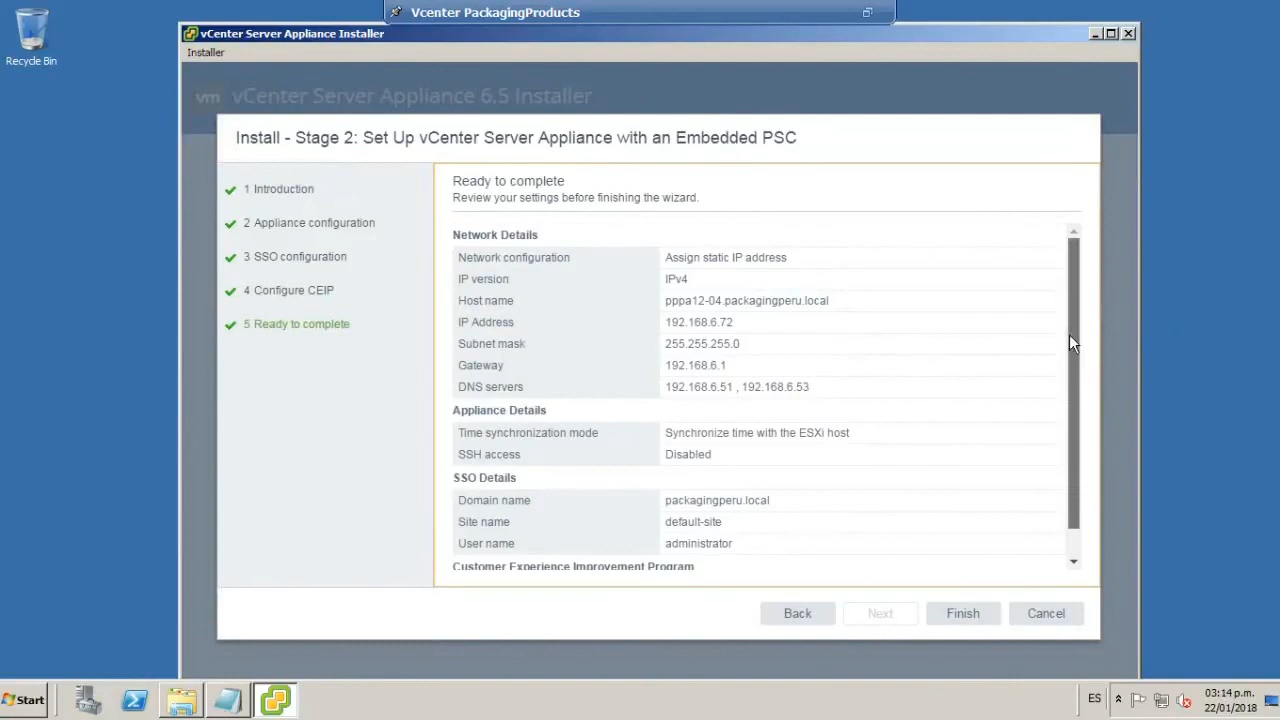 Vcenter PackagingProducts
Recycle Bin
vCenter Server Appliance Installer
Installer
vm vCenter Server Appliance 6.5 Installer
Install - Stage 2: Set Up vCenter Server Appliance with an Embedded PSC
1 Introduction
2 Appliance configuration
3 SSO configuration
4 Configure CEIP
5 Ready to complete
Ready to complete
Review your settings before finishing the wizard.
Network Details
Network configuration Assign static IP address
IP version IPv4
Host name pppa12-04.packagingperu.local
IP Address 192.168.6.72
Subnet mask 255.255.255.0
Gateway 192.168.6.1
DNS servers 192.168.6.51 , 192.168.6.53
Appliance Details
Time synchronization mode Synchronize time with the ESXi host
SSH access Disabled
SSO Details
Domain name packagingperu.local
Site name default-site
User name administrator
Customer Experience Improvement Program
Back Next Finish Cancel
Start ES 03:14 p.m.
22/01/2018